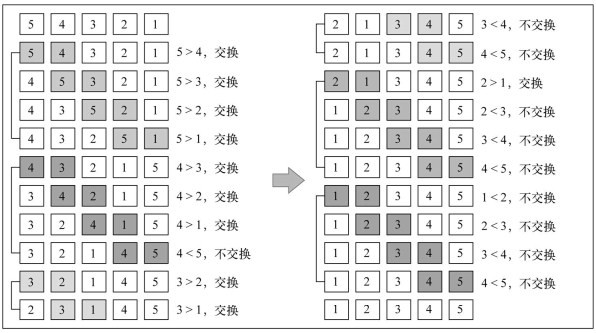 5 4 3 2 1
5 4 3 2 1 5 > 4，交换
4 5 3 2 1 5 > 3，交换
4 3 5 2 1 5 > 2，交换
4 3 2 5 1 5 > 1，交换
4 3 2 1 5 4 > 3，交换
3 4 2 1 5 4 > 2，交换
3 2 4 1 5 4 > 1，交换
3 2 1 4 5 4 < 5，不交换
3 2 1 4 5 3 > 2，交换
2 3 1 4 5 3 > 1，交换
2 1 3 4 5 3 < 4，不交换
2 1 3 4 5 4 < 5，不交换
2 1 3 4 5 2 > 1，交换
1 2 3 4 5 2 < 3，不交换
1 2 3 4 5 3 < 4，不交换
1 2 3 4 5 4 < 5，不交换
1 2 3 4 5 1 < 2，不交换
1 2 3 4 5 2 < 3，不交换
1 2 3 4 5 3 < 4，不交换
1 2 3 4 5 4 < 5，不交换
1 2 3 4 5